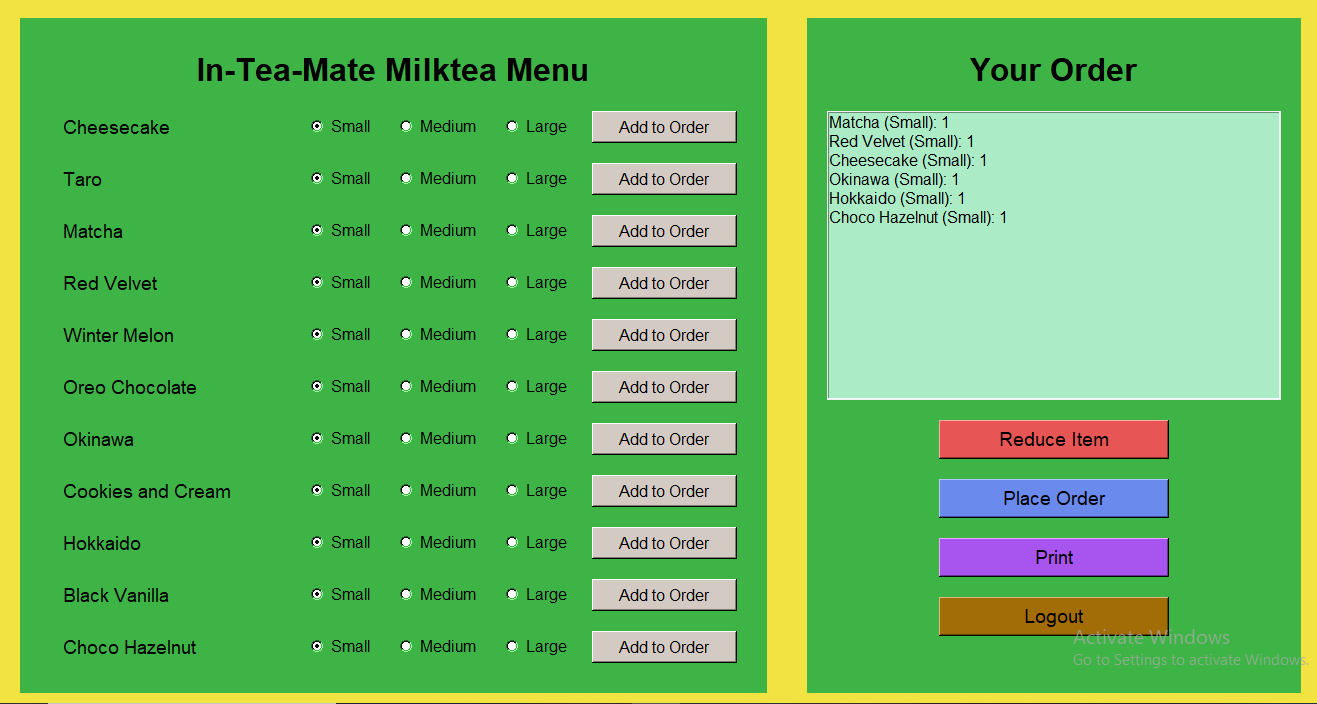 In-Tea-Mate Milktea Menu
Cheesecake Small Medium Large Add to Order
Taro Small Medium Large Add to Order
Matcha Small Medium Large Add to Order
Red Velvet Small Medium Large Add to Order
Winter Melon Small Medium Large Add to Order
Oreo Chocolate Small Medium Large Add to Order
Okinawa Small Medium Large Add to Order
Cookies and Cream Small Medium Large Add to Order
Hokkaido Small Medium Large Add to Order
Black Vanilla Small Medium Large Add to Order
Choco Hazelnut Small Medium Large Add to Order
Your Order
Matcha (Small): 1
Red Velvet (Small): 1
Cheesecake (Small): 1
Okinawa (Small): 1
Hokkaido (Small): 1
Choco Hazelnut (Small): 1
Reduce Item
Place Order
Print
Logout
Activate Windows
Go to Settings to activate Windows.